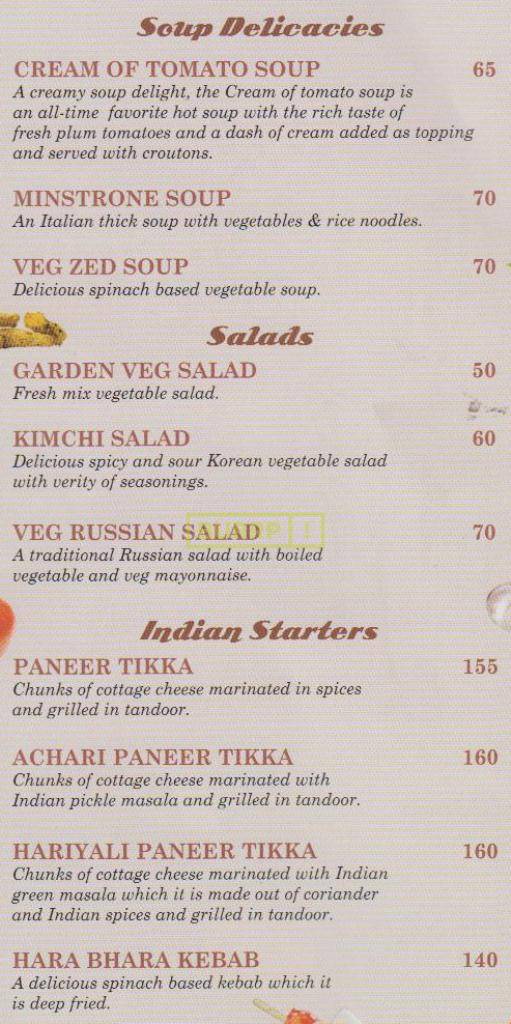 Soup Delicacies
CREAM OF TOMATO SOUP 65
A creamy soup delight, the Cream of tomato soup is
an all-time favorite hot soup with the rich taste of
fresh plum tomatoes and a dash of cream added as topping
and served with croutons.
MINSTRONE SOUP 70
An Italian thick soup with vegetables & rice noodles.
VEG ZED SOUP 70
Delicious spinach based vegetable soup.
Salads
GARDEN VEG SALAD 50
Fresh mix vegetable salad.
KIMCHI SALAD 60
Delicious spicy and sour Korean vegetable salad
with verity of seasonings.
VEG RUSSIAN SALAD 70
A traditional Russian salad with boiled
vegetable and veg mayonnaise.
Indian Starters
PANEER TIKKA 155
Chunks of cottage cheese marinated in spices
and grilled in tandoor.
ACHARI PANEER TIKKA 160
Chunks of cottage cheese marinated with
Indian pickle masala and grilled in tandoor.
HARIYALI PANEER TIKKA 160
Chunks of cottage cheese marinated with Indian
green masala which it is made out of coriander
and Indian spices and grilled in tandoor.
HARA BHARA KEBAB 140
A delicious spinach based kebab which it
is deep fried.